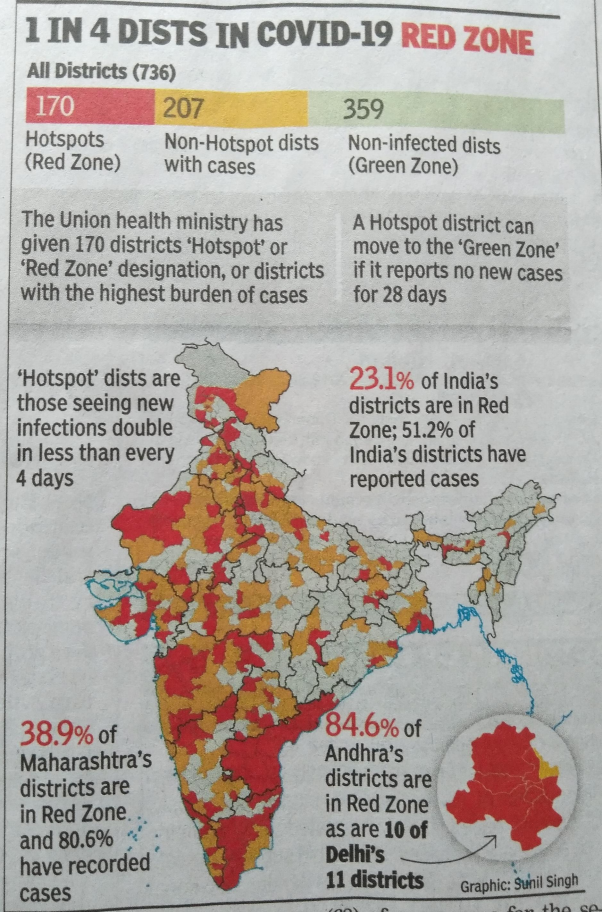 1 IN 4 DISTS IN COVID-19 RED ZONE
All Districts (736)
170
207
359
Hotspots
(Red Zone)
Non-Hotspot dists
with cases
Non-infected dists
(Green Zone)
The Union health ministry has
given 170 districts ‘Hotspot’ or
‘Red Zone’ designation, or districts
with the highest burden of cases
A Hotspot district can
move to the ‘Green Zone’
if it reports no new cases
for 28 days
‘Hotspot’ dists are
those seeing new
infections double
in less than every
4 days
23.1% of India’s
districts are in Red
Zone; 51.2% of
India’s districts have
reported cases
38.9% of
Maharashtra’s
districts are
in Red Zone
and 80.6%
have recorded
cases
84.6% of
Andhra’s
districts are
in Red Zone
as are 10 of
Delhi’s
11 districts
Graphic: Sunil Singh